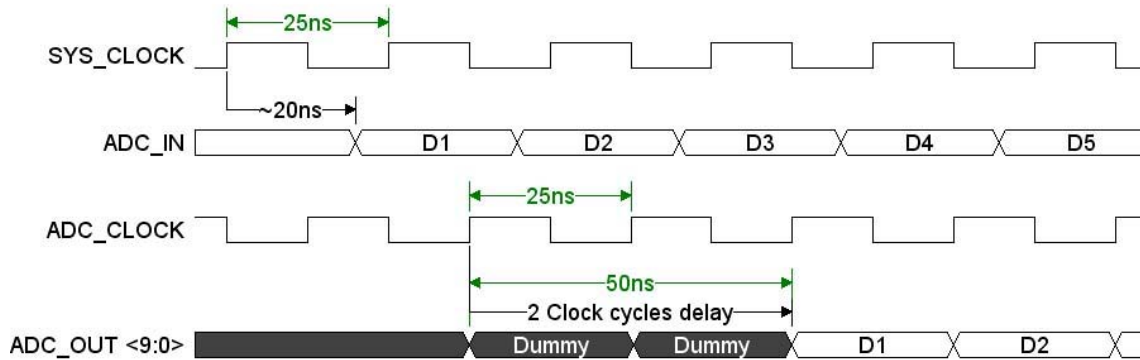 25ns
SYS_CLOCK
~20ns
ADC_IN D1 D2 D3 D4 D5
25ns
ADC_CLOCK
50ns
2 Clock cycles delay
ADC_OUT <9:0> Dummy Dummy D1 D2